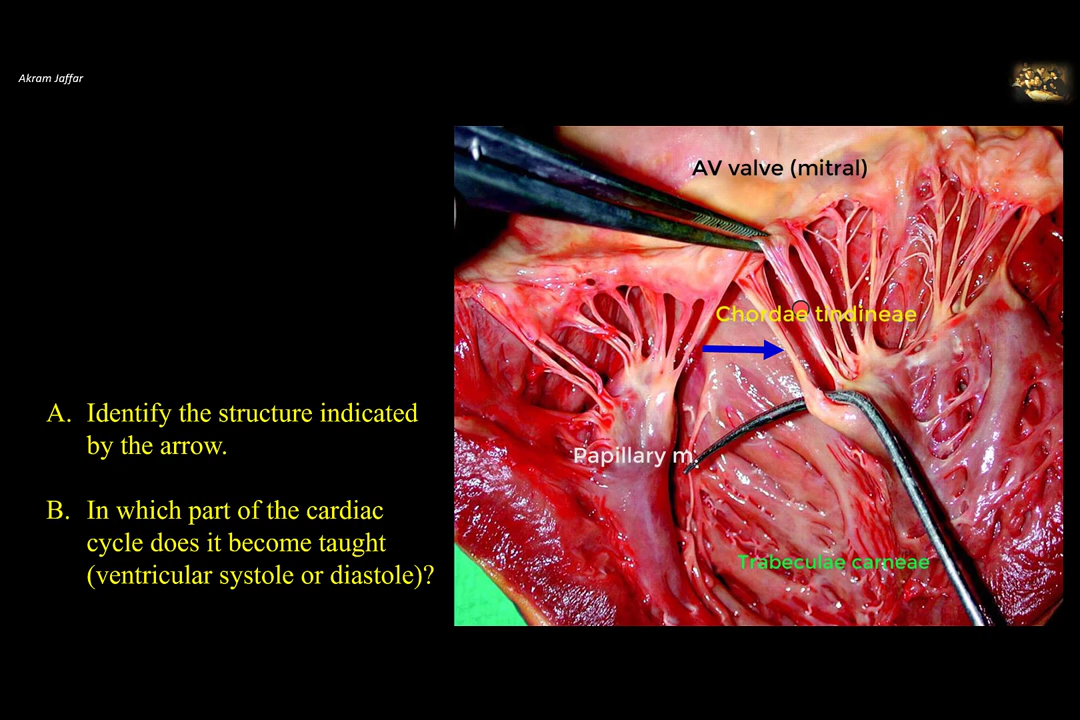 Akram Jaffar
AV valve (mitral)
Chordae tindineae
A. Identify the structure indicated
by the arrow.
Papillary m.
B. In which part of the cardiac
cycle does it become taught
(ventricular systole or diastole)?
Trabeculae carneae